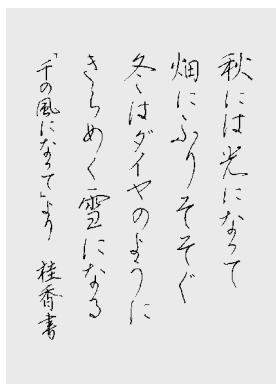 秋には光になって
畑にふりそそぐ
冬はダイヤのように
きらめく雪になる
「千の風になって」より 桂香書